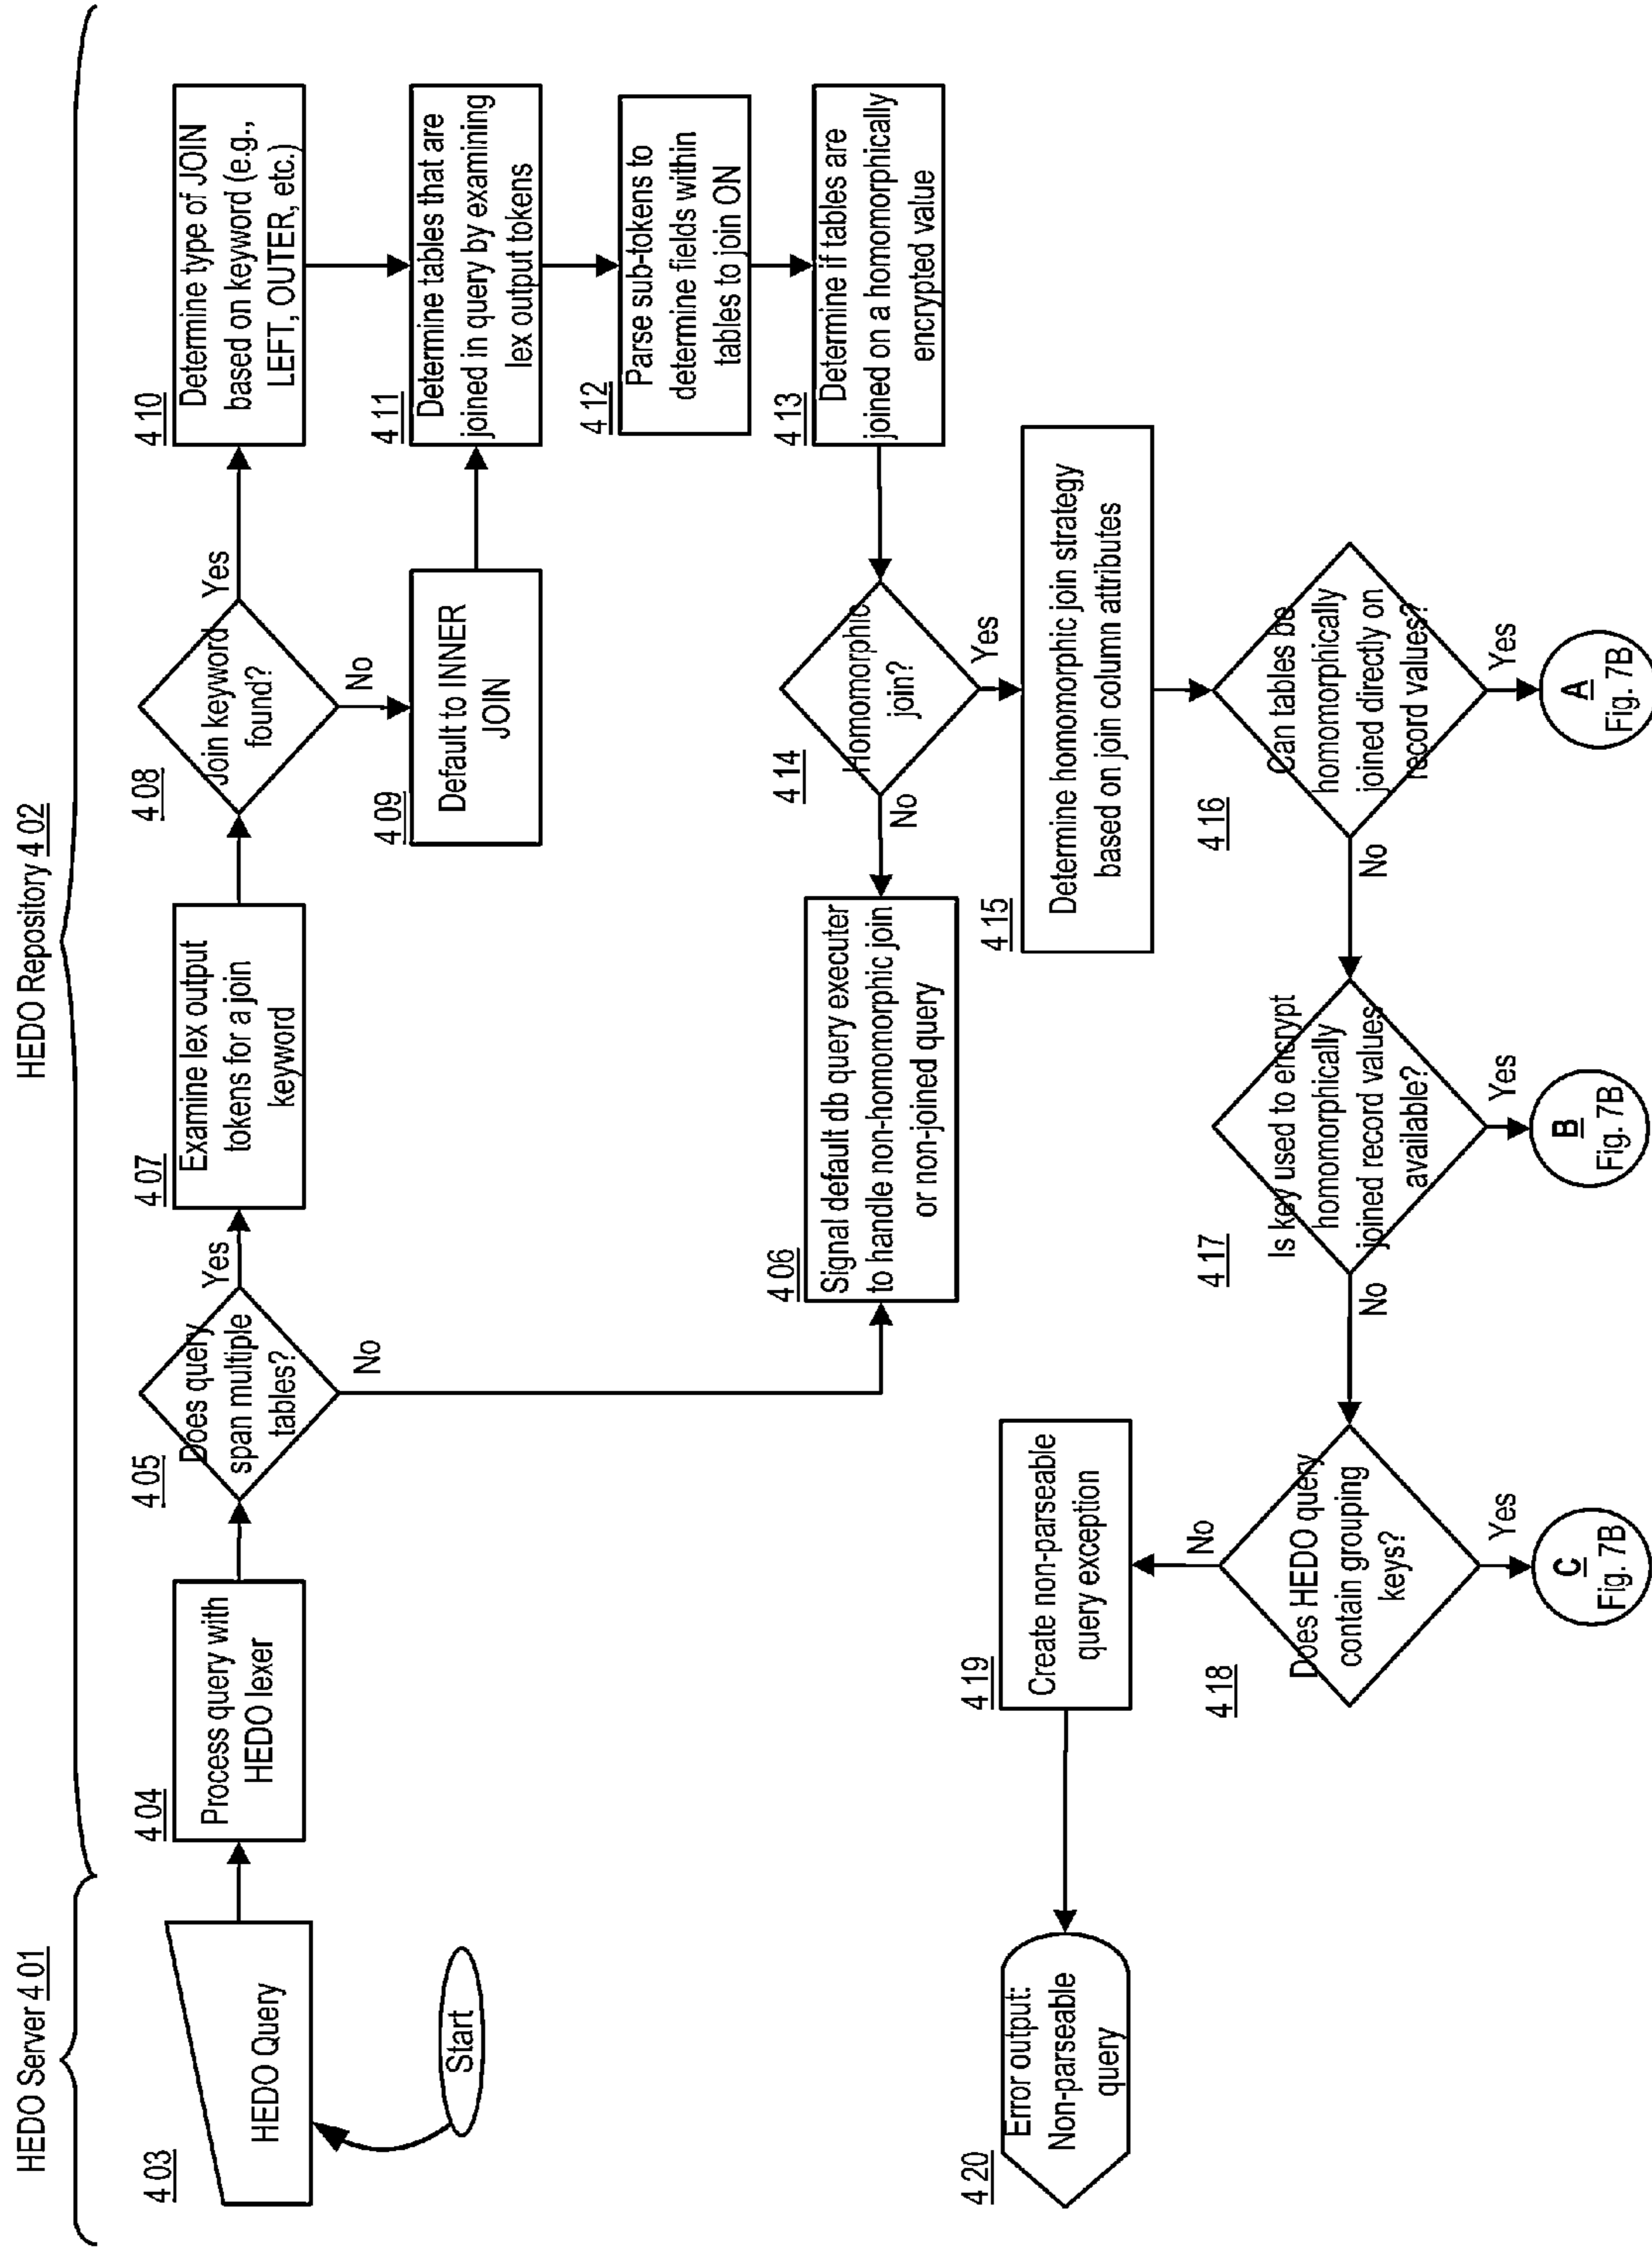 HEDO Server 4 01
HEDO Repository 4 02
4 03
HEDO Query
Start
4 04
Process query with
HEDO lexer
4 05
Does query
span multiple
tables?
Yes
No
4 07
Examine lex output
tokens for a join
keyword
4 08
Join keyword
found?
Yes
No
4 09
Default to INNER
JOIN
4 10
Determine type of JOIN
based on keyword (e.g.,
LEFT, OUTER, etc.)
4 11
Determine tables that are
joined in query by examining
lex output tokens
4 12
Parse sub-tokens to
determine fields within
tables to join ON
4 13
Determine if tables are
joined on a homomorphically
encrypted value
4 14
Homomorphic
join?
No
Yes
4 06
Signal default db query executer
to handle non-homomorphic join
or non-joined query
4 15
Determine homomorphic join strategy
based on join column attributes
4 16
Can tables be
homomorphically
joined directly on
record values?
Yes
No
A
Fig. 7B
4 17
Is key used to encrypt
homomorphically
joined record values
available?
Yes
No
B
Fig. 7B
4 18
Does HEDO query
contain grouping
keys?
No
Yes
C
Fig. 7B
4 19
Create non-parseable
query exception
4 20
Error output:
Non-parseable
query